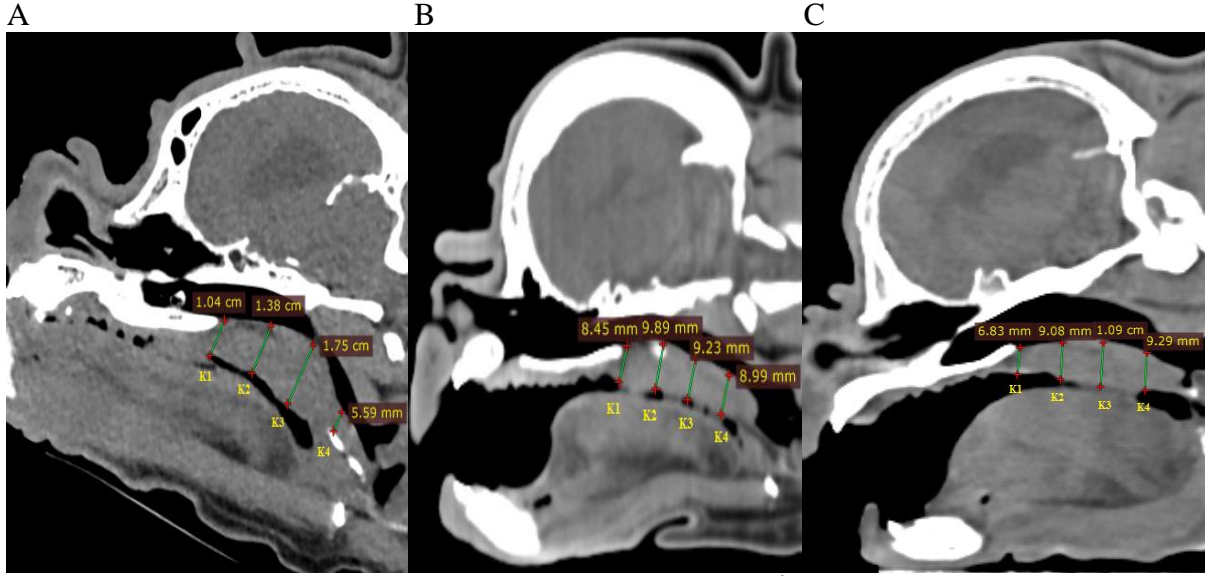 A
B
C
1.04 cm
1.38 cm
1.75 cm
5.59 mm
K1
K2
K3
K4
8.45 mm
9.89 mm
9.23 mm
8.99 mm
K1
K2
K3
K4
6.83 mm
9.08 mm
1.09 cm
9.29 mm
K1
K2
K3
K4